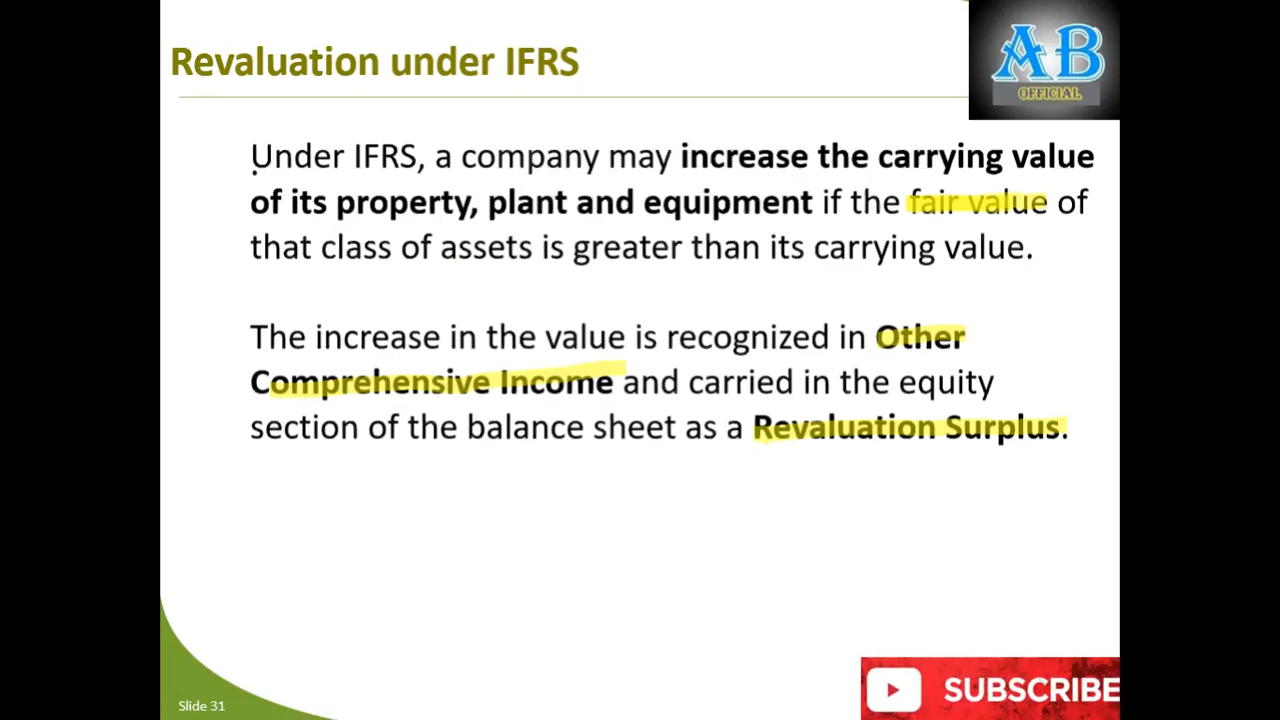 Revaluation under IFRS
AB
OFFICIAL
Under IFRS, a company may increase the carrying value
of its property, plant and equipment if the fair value of
that class of assets is greater than its carrying value.
The increase in the value is recognized in Other
Comprehensive Income and carried in the equity
section of the balance sheet as a Revaluation Surplus.
Slide 31
SUBSCRIBE